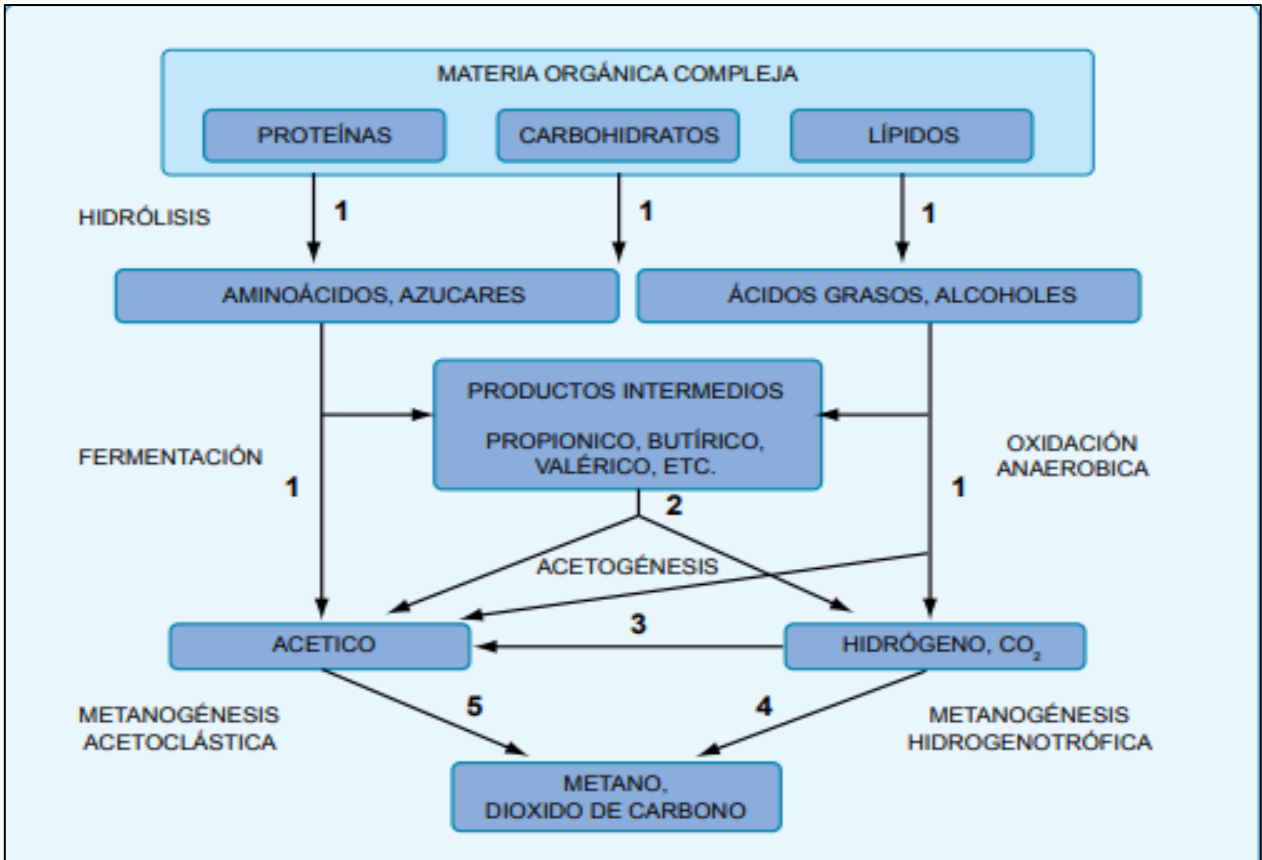 MATERIA ORGÁNICA COMPLEJA
PROTEÍNAS
CARBOHIDRATOS
LÍPIDOS
HIDRÓLISIS
1
1
1
AMINOÁCIDOS, AZUCARES
ÁCIDOS GRASOS, ALCOHOLES
PRODUCTOS INTERMEDIOS
PROPIONICO, BUTÍRICO,
VALÉRICO, ETC.
FERMENTACIÓN
1
OXIDACIÓN
ANAEROBICA
1
2
ACETOGÉNESIS
ACETICO
3
HIDRÓGENO, CO₂
METANOGÉNESIS
ACETOCLÁSTICA
5
4
METANOGÉNESIS
HIDROGENOTRÓFICA
METANO,
DIOXIDO DE CARBONO